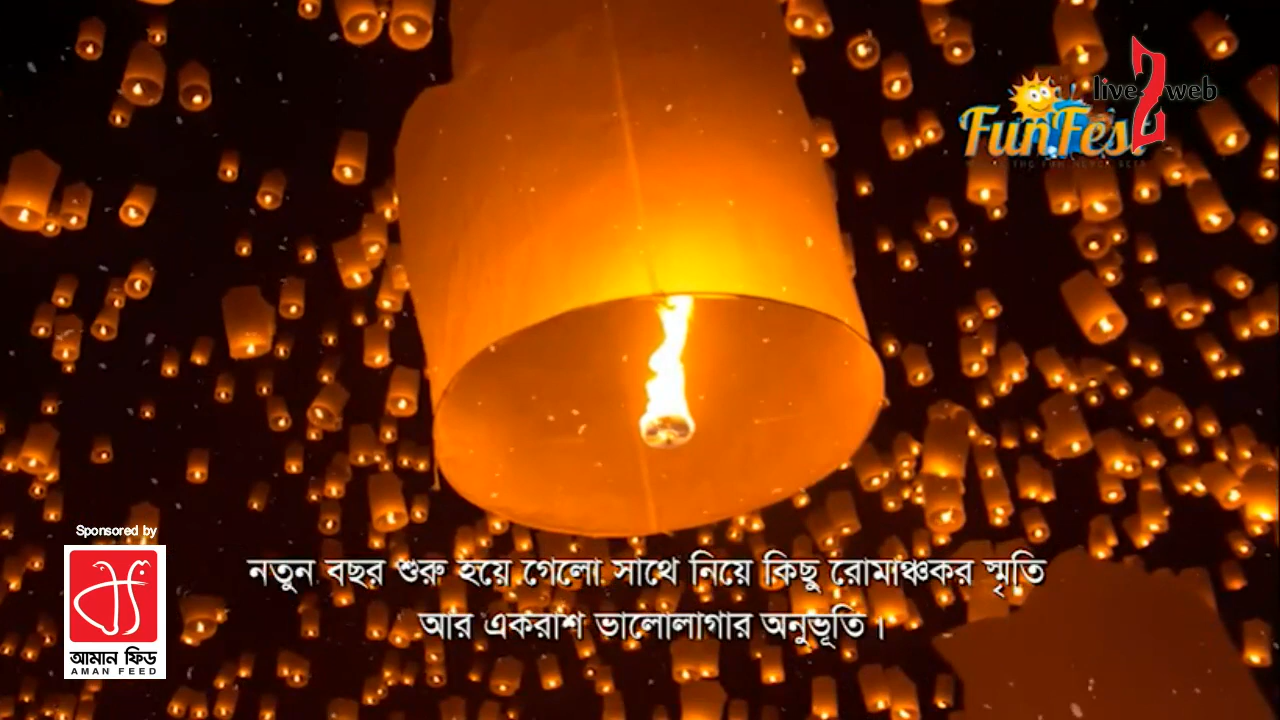 live2web
FunFest
Sponsored by
নতুন বছর শুরু হয়ে গেলো সাথে নিয়ে কিছু রোমাঞ্চকর স্মৃতি
আর একরাশ ভালোলাগার অনুভূতি।
আমান ফিড
AMAN FEED